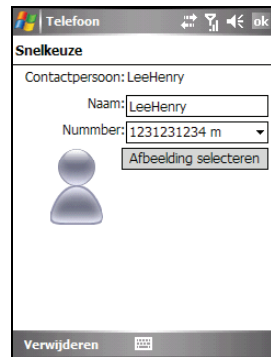 Telefoon ok
Snelkeuze
Contactpersoon: LeeHenry
Naam: LeeHenry
Nummber: 1231231234 m
Afbeelding selecteren
Verwijderen